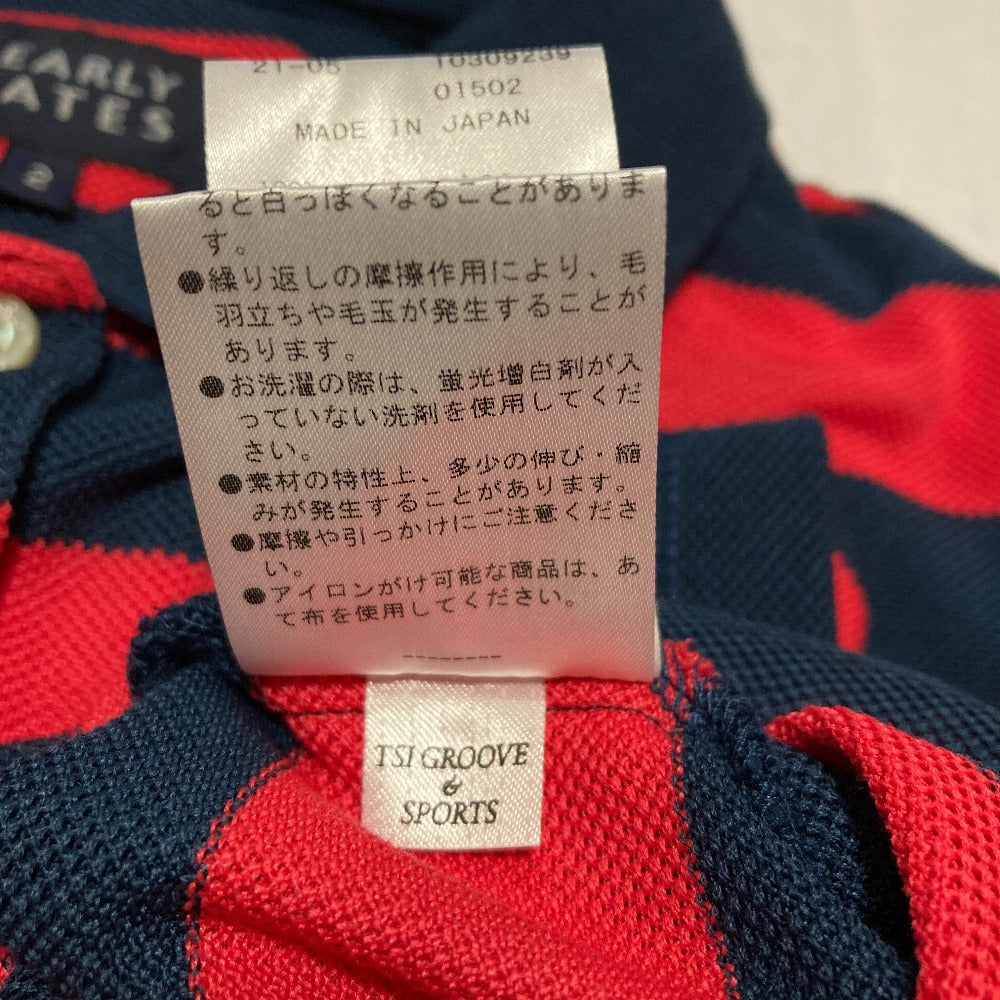 EARLY
ATES
2
21-05 10309239
01502
MADE IN JAPAN
ると白っぽくなることがありま
す。
●繰り返しの摩擦作用により、毛
羽立ちや毛玉が発生することが
あります。
●お洗濯の際は、蛍光増白剤が入
っていない洗剤を使用してくだ
さい。
●素材の特性上、多少の伸び・縮
みが発生することがあります。
●摩擦や引っかけにご注意くださ
い。
●アイロンがけ可能な商品は、あ
て布を使用してください。
--------
TSI GROOVE
&
SPORTS